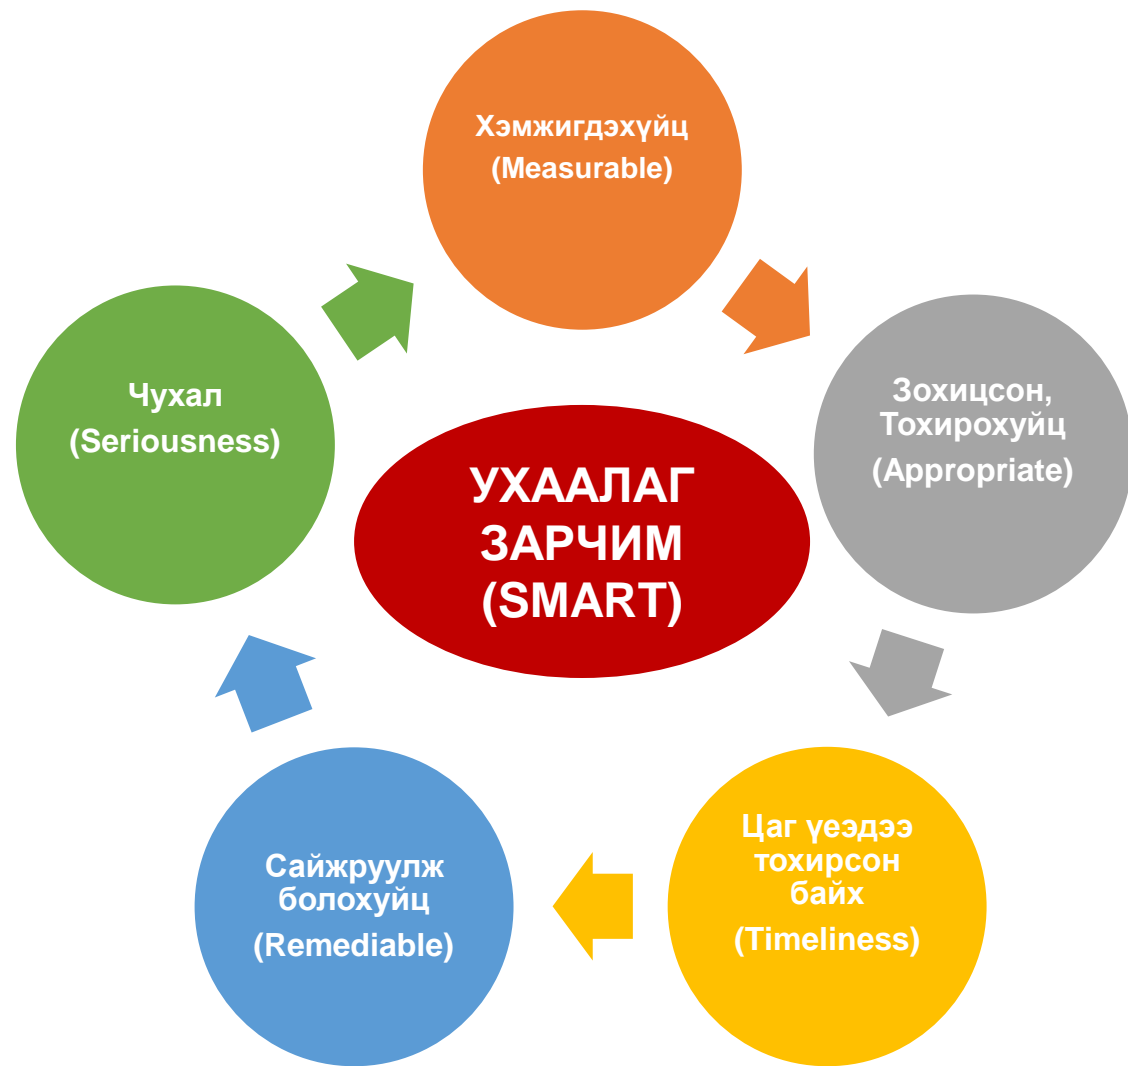 Хэмжигдэхүйц
(Measurable)
Зохицсон,
Тохирохуйц
(Appropriate)
Цаг үеэдээ
тохирсон
байх
(Timeliness)
Сайжруулж
болохуйц
(Remediable)
Чухал
(Seriousness)
УХААЛАГ
ЗАРЧИМ
(SMART)